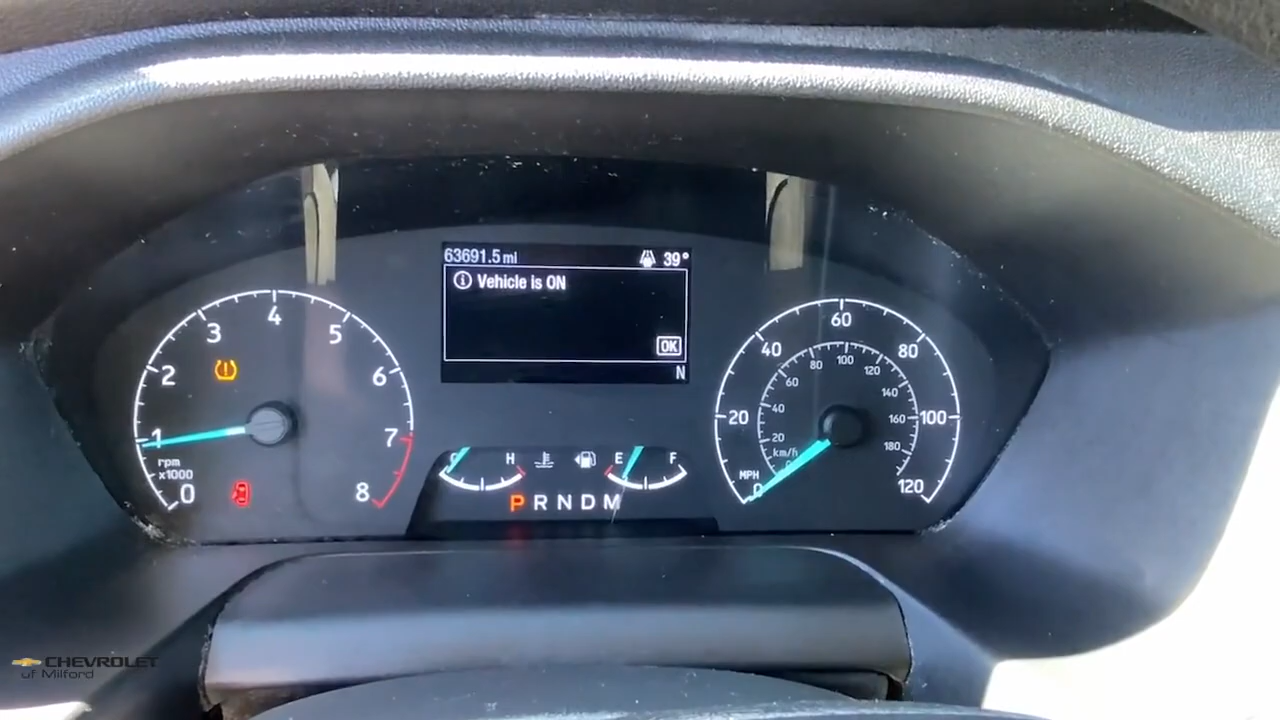 63691.5 mi 39°
Vehicle is ON
OK
N
0 1 2 3 4 5 6 7 8
rpm
x1000
H
E F
P R N D M
0 20 40 60 80 100 120
MPH
20 40 60 80 100 120 140 160 180
km/h
CHEVROLET
of Milford